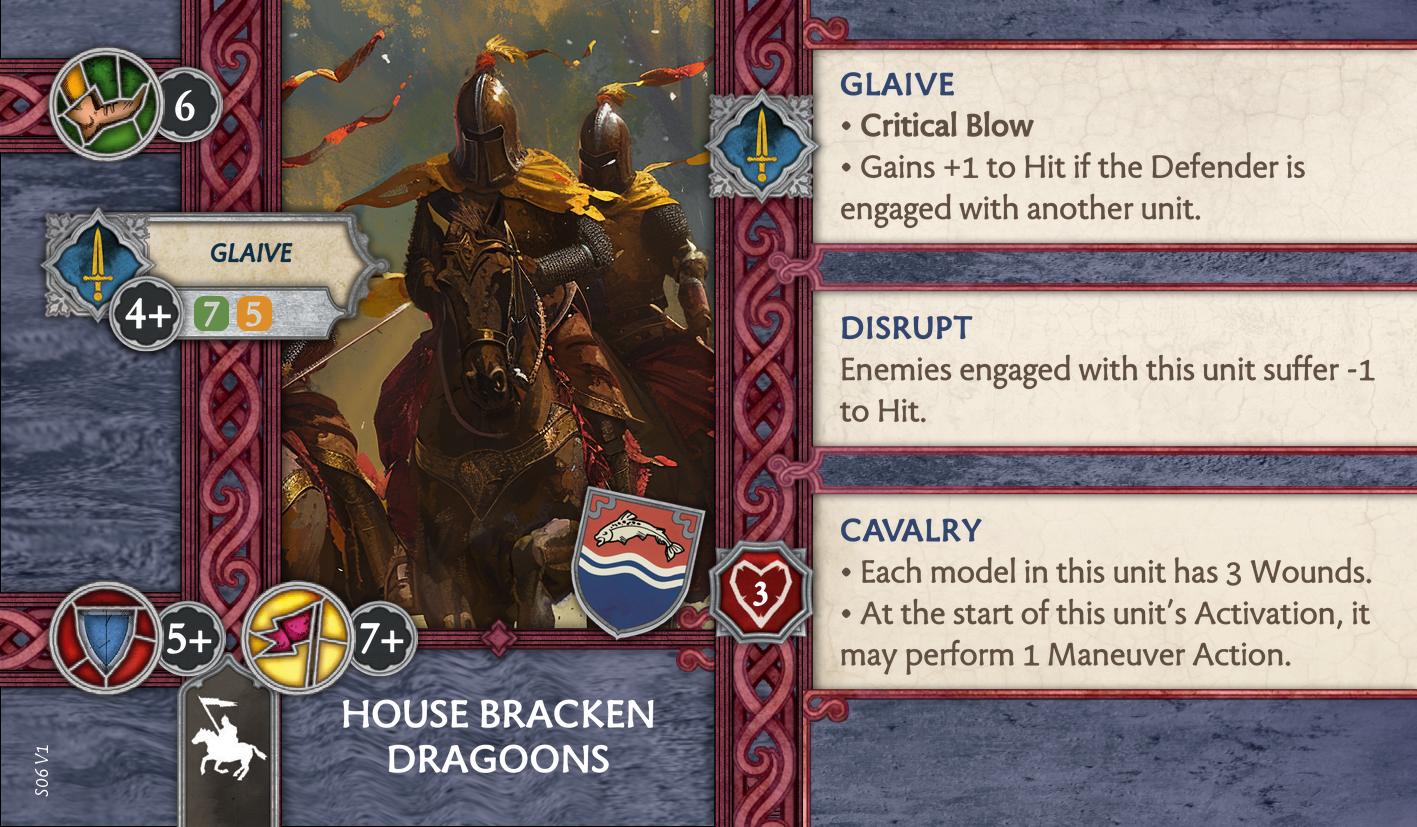 6
GLAIVE
4+ 7 5
5+ 7+
HOUSE BRACKEN
DRAGOONS
S06 V1
GLAIVE
• Critical Blow
• Gains +1 to Hit if the Defender is
engaged with another unit.
DISRUPT
Enemies engaged with this unit suffer -1
to Hit.
3
CAVALRY
• Each model in this unit has 3 Wounds.
• At the start of this unit's Activation, it
may perform 1 Maneuver Action.